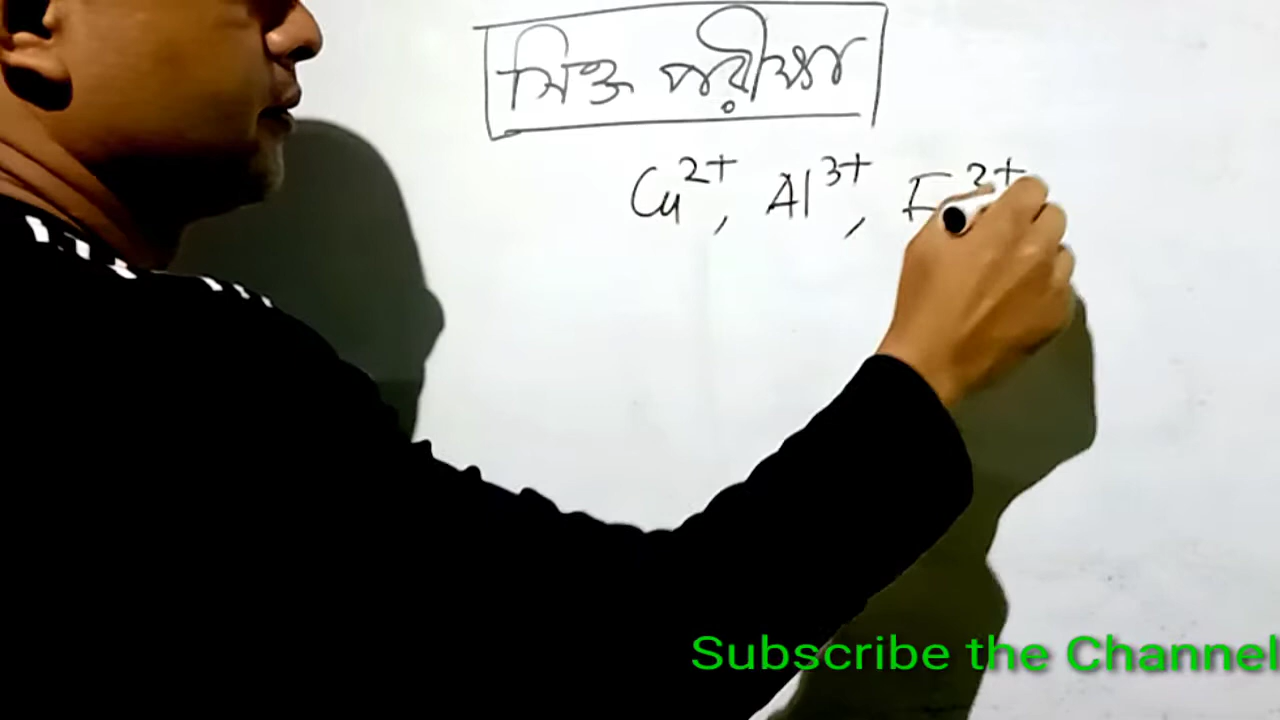 সিক্ত পরীক্ষা
Cu²⁺, Al³⁺,
Subscribe the Channel